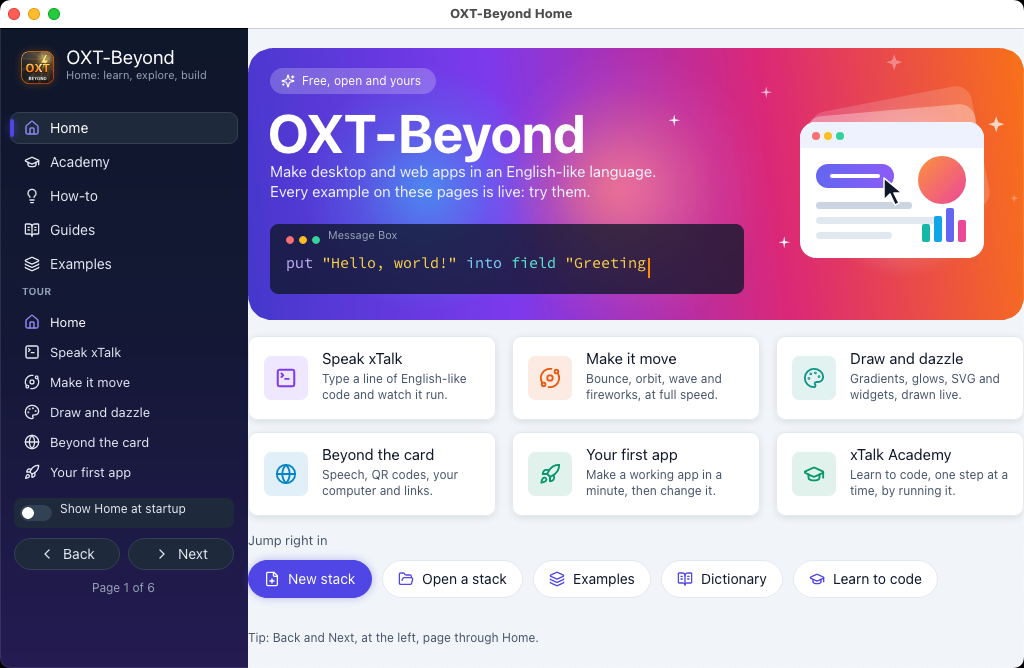 OXT-Beyond Home
OXT
BEYOND
OXT-Beyond
Home: learn, explore, build
Home
Academy
How-to
Guides
Examples
TOUR
Home
Speak xTalk
Make it move
Draw and dazzle
Beyond the card
Your first app
Show Home at startup
Back
Next
Page 1 of 6
Free, open and yours
OXT-Beyond
Make desktop and web apps in an English-like language.
Every example on these pages is live: try them.
Message Box
put "Hello, world!" into field "Greeting
Speak xTalk
Type a line of English-like
code and watch it run.
Make it move
Bounce, orbit, wave and
fireworks, at full speed.
Draw and dazzle
Gradients, glows, SVG and
widgets, drawn live.
Beyond the card
Speech, QR codes, your
computer and links.
Your first app
Make a working app in a
minute, then change it.
xTalk Academy
Learn to code, one step at a
time, by running it.
Jump right in
New stack
Open a stack
Examples
Dictionary
Learn to code
Tip: Back and Next, at the left, page through Home.